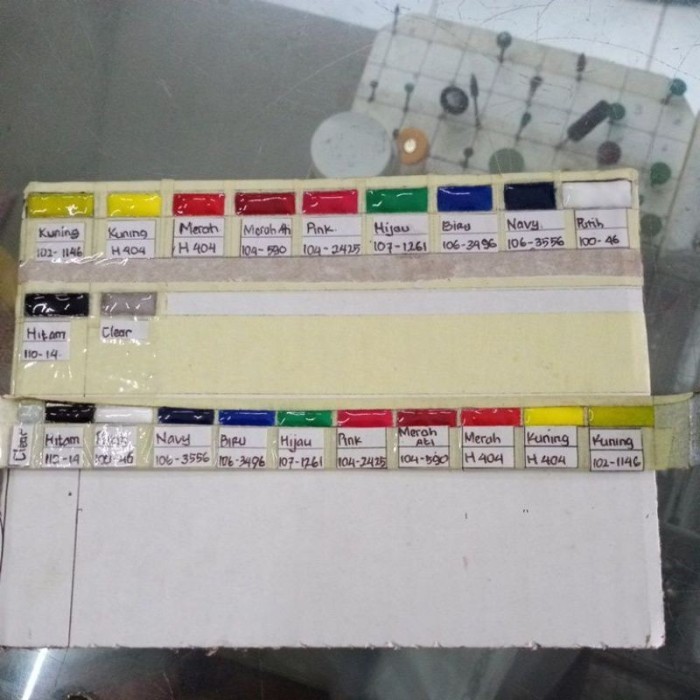 Kuning Kuning Merah Merah Ati Pink. Hijau Biru Navy. Putih
102-1146 H 404 H 404 104-590 104-2425 107-1261 106-3496 106-3556 100-46
Hitam Clear
110-14
Clear Hitam Navy Biru Hijau Pink Merah Ati Merah Kuning Kuning
110-14 100-46 106-3556 106-3496 107-1261 104-2425 104-590 H 404 H 404 102-1146